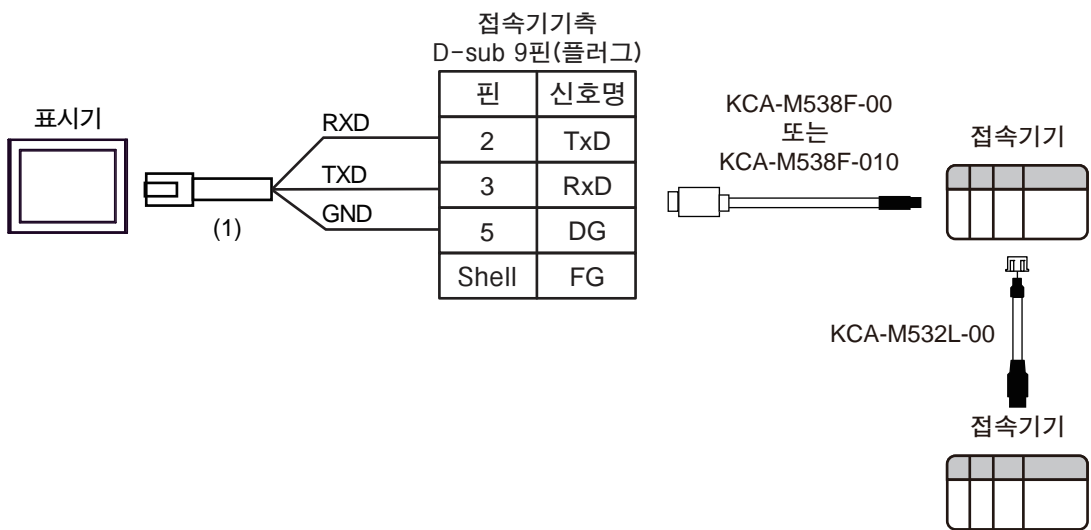 접속기기측
D-sub 9핀(플러그)
핀 신호명
2 TxD
3 RxD
5 DG
Shell FG
표시기
RXD
TXD
GND
(1)
KCA-M538F-00
또는
KCA-M538F-010
접속기기
KCA-M532L-00
접속기기